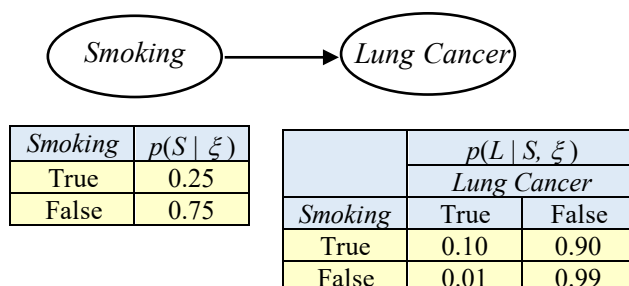 Smoking Lung Cancer
Smoking p(S | ξ)
True 0.25
False 0.75
p(L | S, ξ)
Lung Cancer
Smoking True False
True 0.10 0.90
False 0.01 0.99